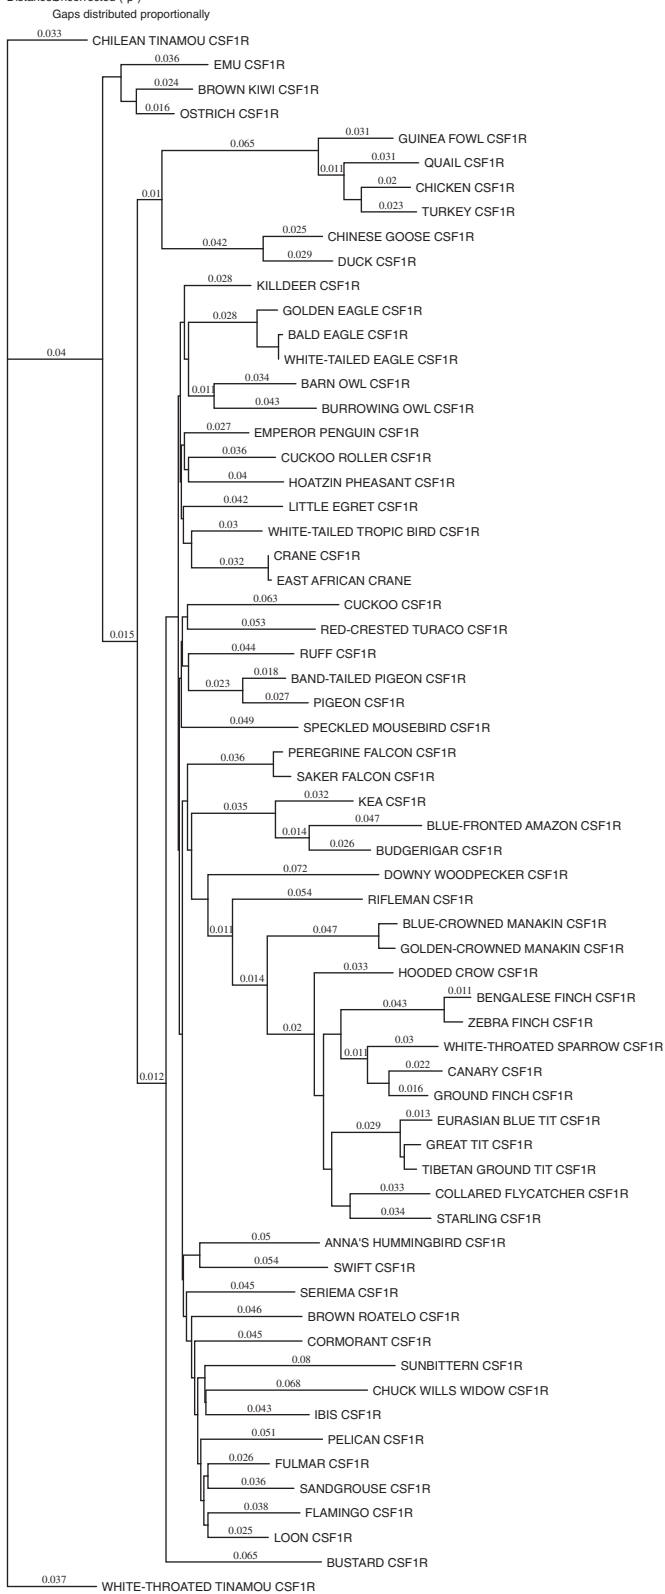 Gaps distributed proportionally
0.033 CHILEAN TINAMOU CSF1R
0.036 EMU CSF1R
0.024 BROWN KIWI CSF1R
0.016 OSTRICH CSF1R
0.031 GUINEA FOWL CSF1R
0.065
0.031 QUAIL CSF1R
0.011
0.02 CHICKEN CSF1R
0.01
0.023 TURKEY CSF1R
0.025 CHINESE GOOSE CSF1R
0.042
0.029 DUCK CSF1R
0.028 KILLDEER CSF1R
GOLDEN EAGLE CSF1R
0.028
BALD EAGLE CSF1R
0.04
WHITE-TAILED EAGLE CSF1R
0.034 BARN OWL CSF1R
0.011
0.043 BURROWING OWL CSF1R
0.027 EMPEROR PENGUIN CSF1R
0.036 CUCKOO ROLLER CSF1R
0.04 HOATZIN PHEASANT CSF1R
0.042 LITTLE EGRET CSF1R
0.03 WHITE-TAILED TROPIC BIRD CSF1R
CRANE CSF1R
0.032
EAST AFRICAN CRANE
0.063 CUCKOO CSF1R
0.053 RED-CRESTED TURACO CSF1R
0.015
0.044 RUFF CSF1R
0.018 BAND-TAILED PIGEON CSF1R
0.023
0.027 PIGEON CSF1R
0.049 SPECKLED MOUSEBIRD CSF1R
PEREGRINE FALCON CSF1R
0.036
SAKER FALCON CSF1R
0.032 KEA CSF1R
0.035
0.047 BLUE-FRONTED AMAZON CSF1R
0.014
0.026 BUDGERIGAR CSF1R
0.072 DOWNY WOODPECKER CSF1R
0.054 RIFLEMAN CSF1R
BLUE-CROWNED MANAKIN CSF1R
0.011
0.047
GOLDEN-CROWNED MANAKIN CSF1R
0.033 HOODED CROW CSF1R
0.014
0.011 BENGALESE FINCH CSF1R
0.043
ZEBRA FINCH CSF1R
0.02
0.03 WHITE-THROATED SPARROW CSF1R
0.011
0.022 CANARY CSF1R
0.012
0.016 GROUND FINCH CSF1R
0.013 EURASIAN BLUE TIT CSF1R
0.029
GREAT TIT CSF1R
TIBETAN GROUND TIT CSF1R
0.033 COLLARED FLYCATCHER CSF1R
0.034 STARLING CSF1R
0.05 ANNA'S HUMMINGBIRD CSF1R
0.054 SWIFT CSF1R
0.045 SERIEMA CSF1R
0.046 BROWN ROATELO CSF1R
0.045 CORMORANT CSF1R
0.08 SUNBITTERN CSF1R
0.068 CHUCK WILLS WIDOW CSF1R
0.043 IBIS CSF1R
0.051 PELICAN CSF1R
0.026 FULMAR CSF1R
0.036 SANDGROUSE CSF1R
0.038 FLAMINGO CSF1R
0.025 LOON CSF1R
0.065 BUSTARD CSF1R
0.037 WHITE-THROATED TINAMOU CSF1R